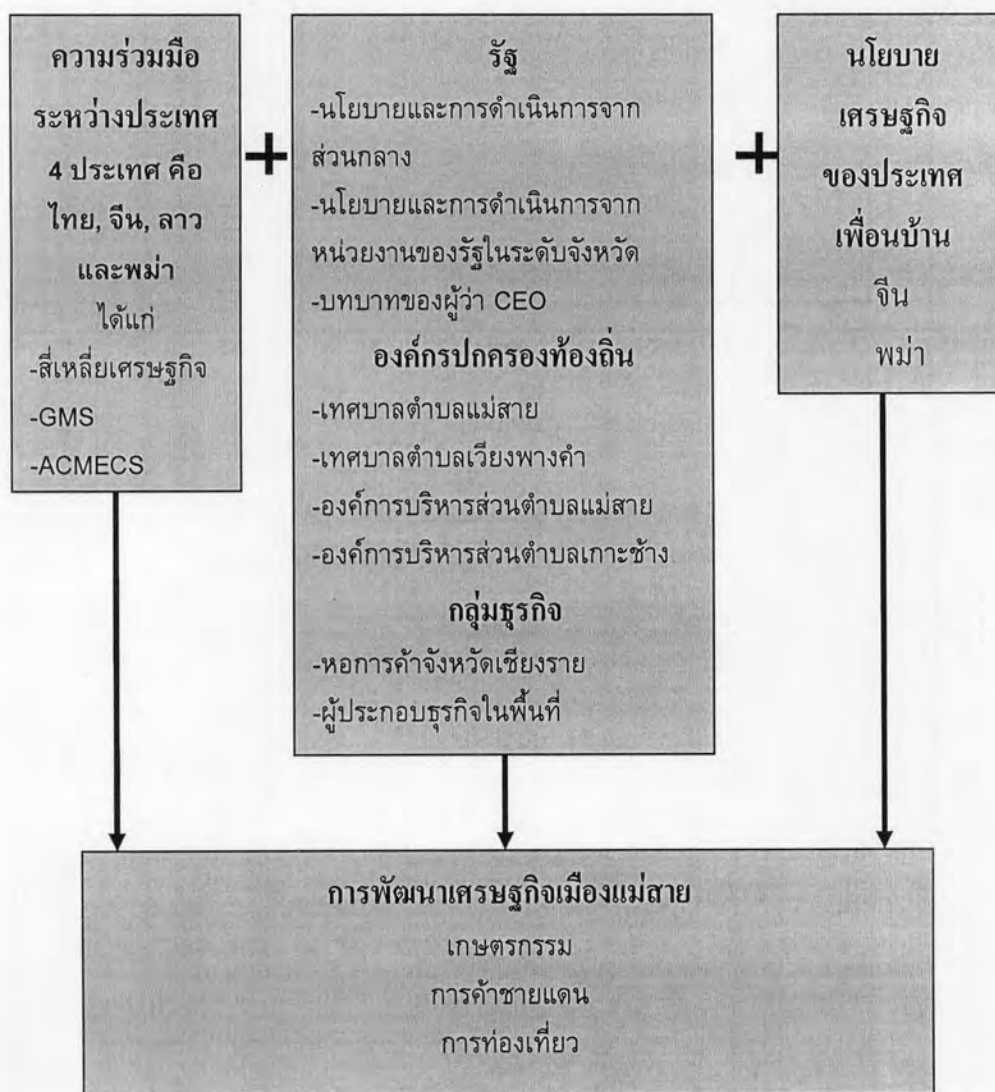 ความร่วมมือ
ระหว่างประเทศ
4 ประเทศ คือ
ไทย, จีน, ลาว
และพม่า
ได้แก่
-สี่เหลี่ยเศรษฐกิจ
-GMS
-ACMECS
+
รัฐ
-นโยบายและการดำเนินการจาก
ส่วนกลาง
-นโยบายและการดำเนินการจาก
หน่วยงานของรัฐในระดับจังหวัด
-บทบาทของผู้ว่า CEO
องค์กรปกครองท้องถิ่น
-เทศบาลตำบลแม่สาย
-เทศบาลตำบลเวียงพางคำ
-องค์การบริหารส่วนตำบลแม่สาย
-องค์การบริหารส่วนตำบลเกาะช้าง
กลุ่มธุรกิจ
-หอการค้าจังหวัดเชียงราย
-ผู้ประกอบธุรกิจในพื้นที่
+
นโยบาย
เศรษฐกิจ
ของประเทศ
เพื่อนบ้าน
จีน
พม่า
การพัฒนาเศรษฐกิจเมืองแม่สาย
เกษตรกรรม
การค้าชายแดน
การท่องเที่ยว